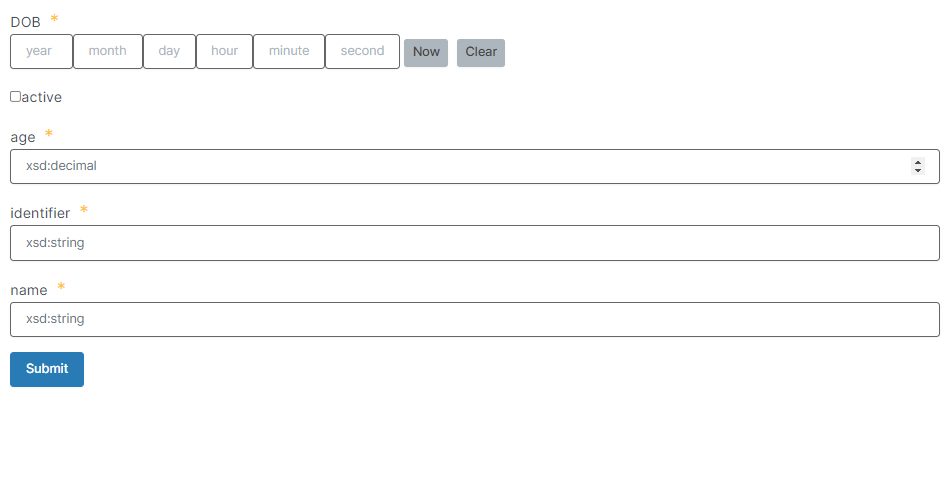 DOB *
year month day hour minute second Now Clear
active
age *
xsd:decimal
identifier *
xsd:string
name *
xsd:string
Submit